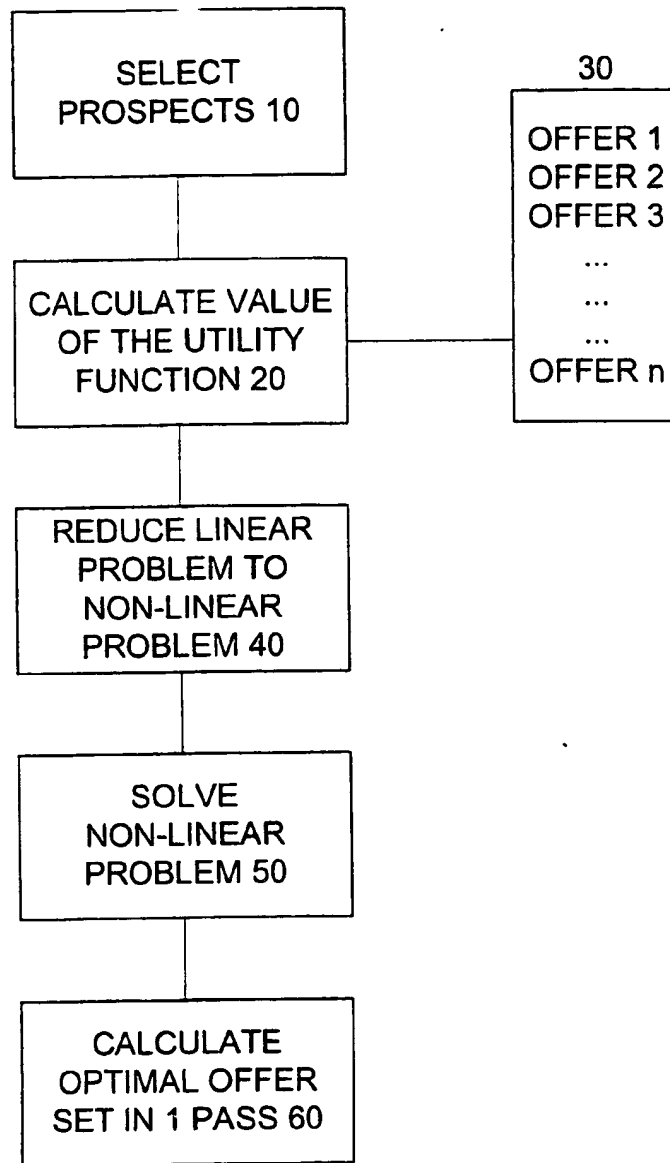 SELECT
PROSPECTS 10
30
OFFER 1
OFFER 2
OFFER 3
...
...
...
OFFER n
CALCULATE VALUE
OF THE UTILITY
FUNCTION 20
REDUCE LINEAR
PROBLEM TO
NON-LINEAR
PROBLEM 40
SOLVE
NON-LINEAR
PROBLEM 50
CALCULATE
OPTIMAL OFFER
SET IN 1 PASS 60